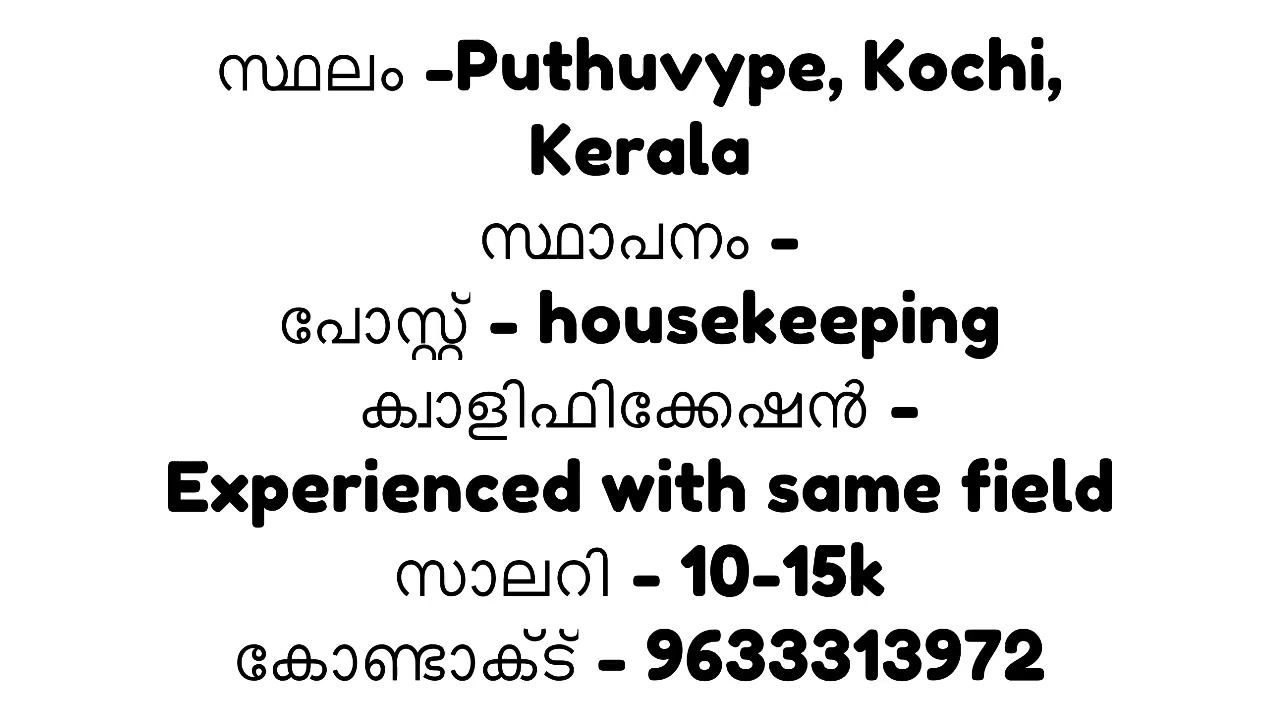 സ്ഥലം -Puthuvype, Kochi,
Kerala
സ്ഥാപനം -
പോസ്റ്റ് - housekeeping
ക്വാളിഫിക്കേഷൻ -
Experienced with same field
സാലറി - 10-15k
കോണ്ടാക്ട് - 9633313972